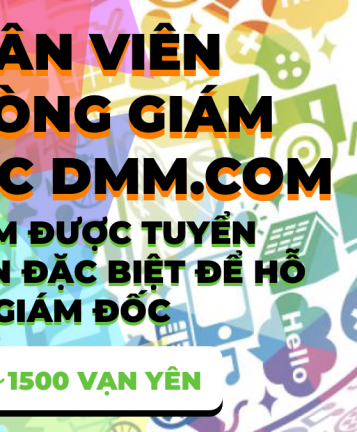 ÂN VIÊN
ÒNG GIÁM
C DMM.COM
M ĐƯỢC TUYỂN
N ĐẶC BIỆT ĐỂ HỖ
GIÁM ĐỐC
~1500 VẠN YÊN
Hello